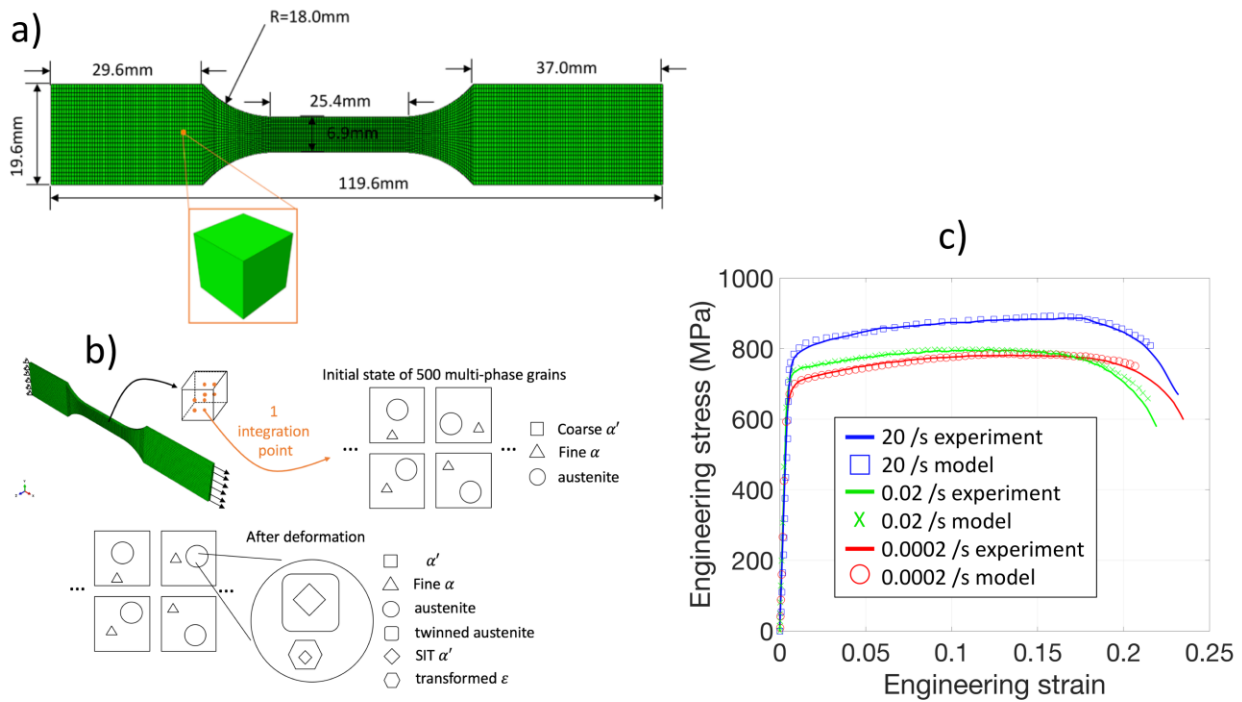 a)
R=18.0mm
29.6mm
37.0mm
25.4mm
6.9mm
19.6mm
119.6mm
b)
1
integration
point
Initial state of 500 multi-phase grains
...
...
Coarse α′
Fine α
austenite
After deformation
...
...
α′
Fine α
austenite
twinned austenite
SIT α′
transformed ε
c)
Engineering stress (MPa)
1000
800
600
400
200
0
20 /s experiment
20 /s model
0.02 /s experiment
0.02 /s model
0.0002 /s experiment
0.0002 /s model
0 0.05 0.1 0.15 0.2 0.25
Engineering strain